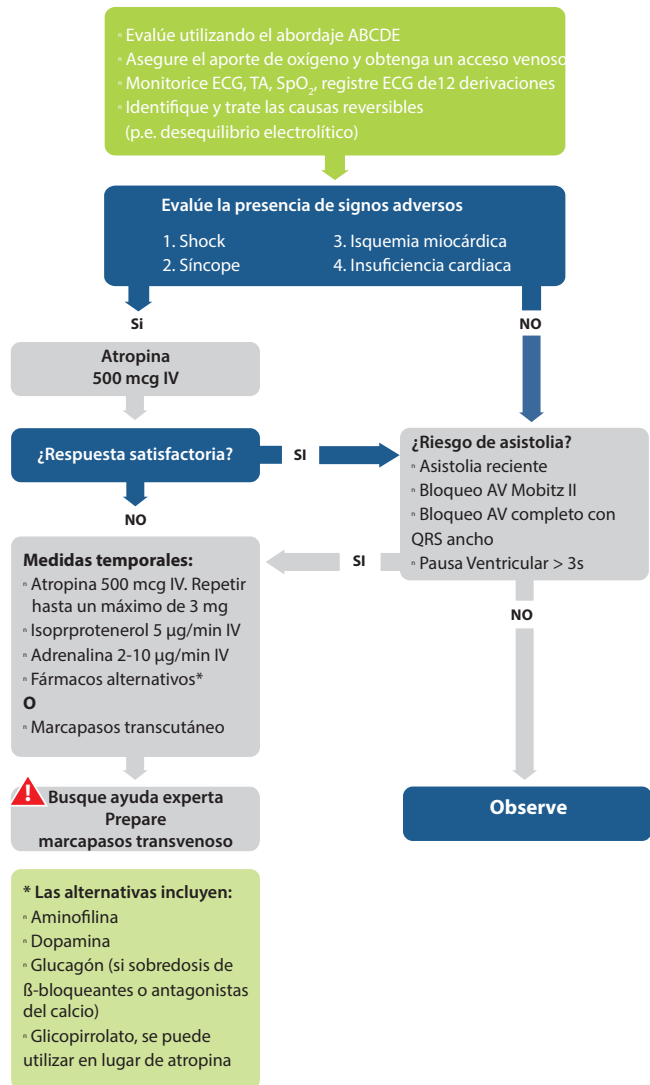 ▫ Evalúe utilizando el abordaje ABCDE
▫ Asegure el aporte de oxígeno y obtenga un acceso venoso
▫ Monitorice ECG, TA, SpO₂, registre ECG de12 derivaciones
▫ Identifique y trate las causas reversibles
(p.e. desequilibrio electrolítico)
Evalúe la presencia de signos adversos
1. Shock
2. Síncope
3. Isquemia miocárdica
4. Insuficiencia cardiaca
Si
NO
Atropina
500 mcg IV
¿Respuesta satisfactoria?
SI
¿Riesgo de asistolia?
▫ Asistolia reciente
▫ Bloqueo AV Mobitz II
▫ Bloqueo AV completo con
QRS ancho
▫ Pausa Ventricular > 3s
NO
SI
NO
Medidas temporales:
▫ Atropina 500 mcg IV. Repetir
hasta un máximo de 3 mg
▫ Isoprprotenerol 5 μg/min IV
▫ Adrenalina 2-10 μg/min IV
▫ Fármacos alternativos*
O
▫ Marcapasos transcutáneo
!
Busque ayuda experta
Prepare
marcapasos transvenoso
Observe
* Las alternativas incluyen:
▫ Aminofilina
▫ Dopamina
▫ Glucagón (si sobredosis de
ß-bloqueantes o antagonistas
del calcio)
▫ Glicopirrolato, se puede
utilizar en lugar de atropina